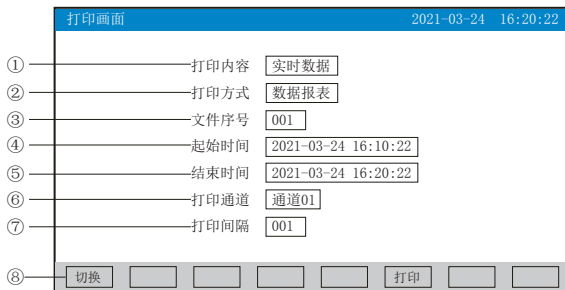 打印画面 2021-03-24 16:20:22
① 打印内容 实时数据
② 打印方式 数据报表
③ 文件序号 001
④ 起始时间 2021-03-24 16:10:22
⑤ 结束时间 2021-03-24 16:20:22
⑥ 打印通道 通道01
⑦ 打印间隔 001
⑧ 切换 打印